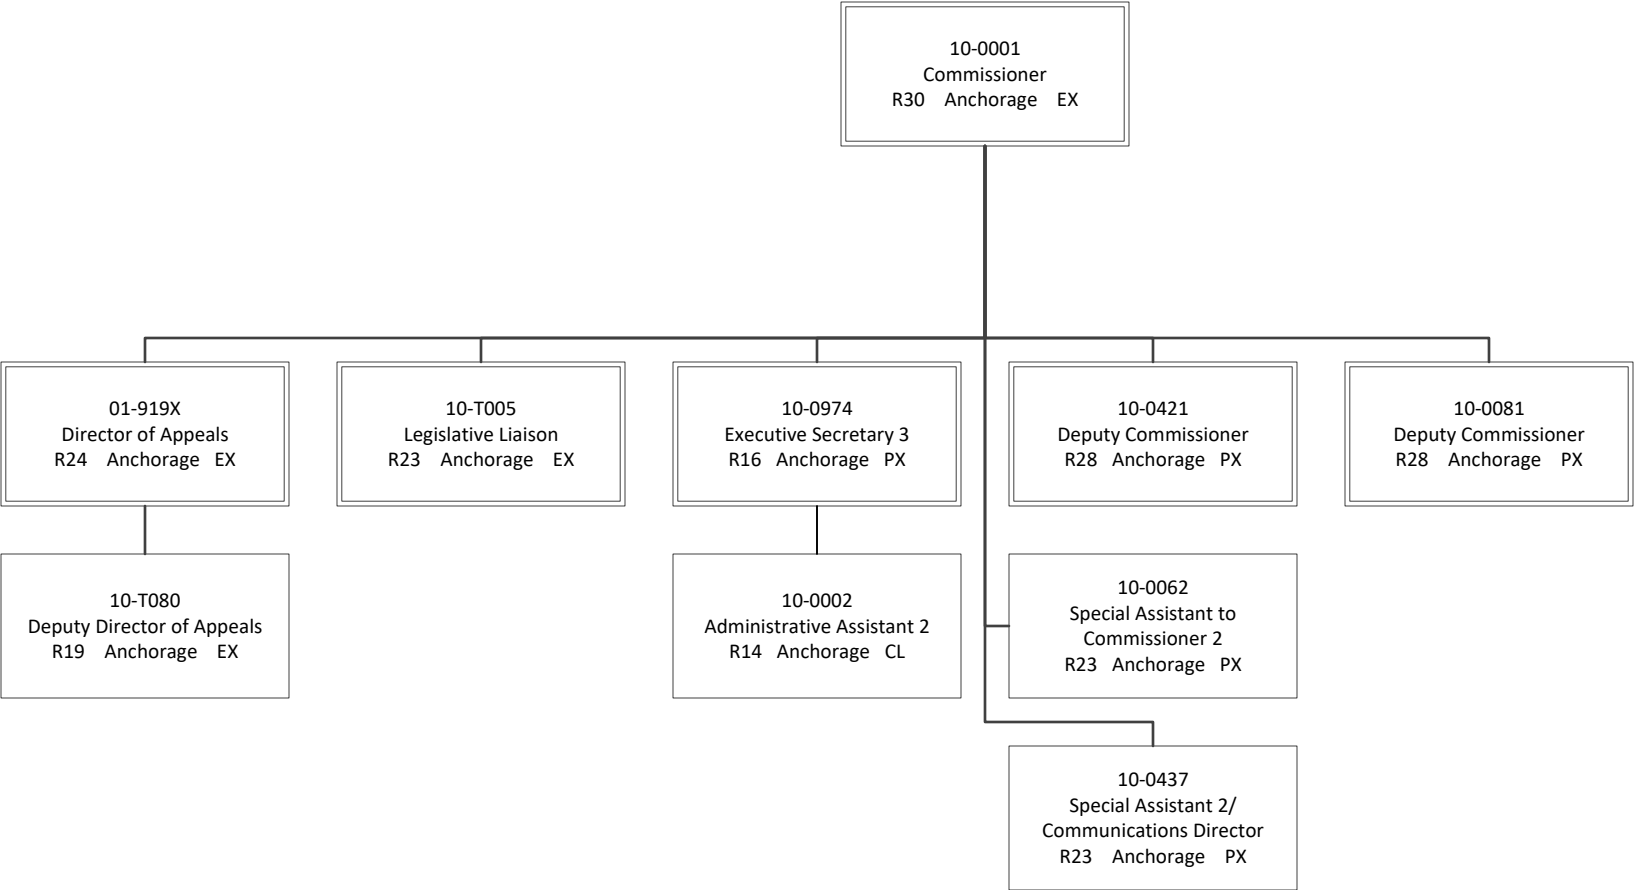 10-0001
Commissioner
R30 Anchorage EX
01-919X
Director of Appeals
R24 Anchorage EX
10-T005
Legislative Liaison
R23 Anchorage EX
10-0974
Executive Secretary 3
R16 Anchorage PX
10-0421
Deputy Commissioner
R28 Anchorage PX
10-0081
Deputy Commissioner
R28 Anchorage PX
10-T080
Deputy Director of Appeals
R19 Anchorage EX
10-0002
Administrative Assistant 2
R14 Anchorage CL
10-0062
Special Assistant to
Commissioner 2
R23 Anchorage PX
10-0437
Special Assistant 2/
Communications Director
R23 Anchorage PX